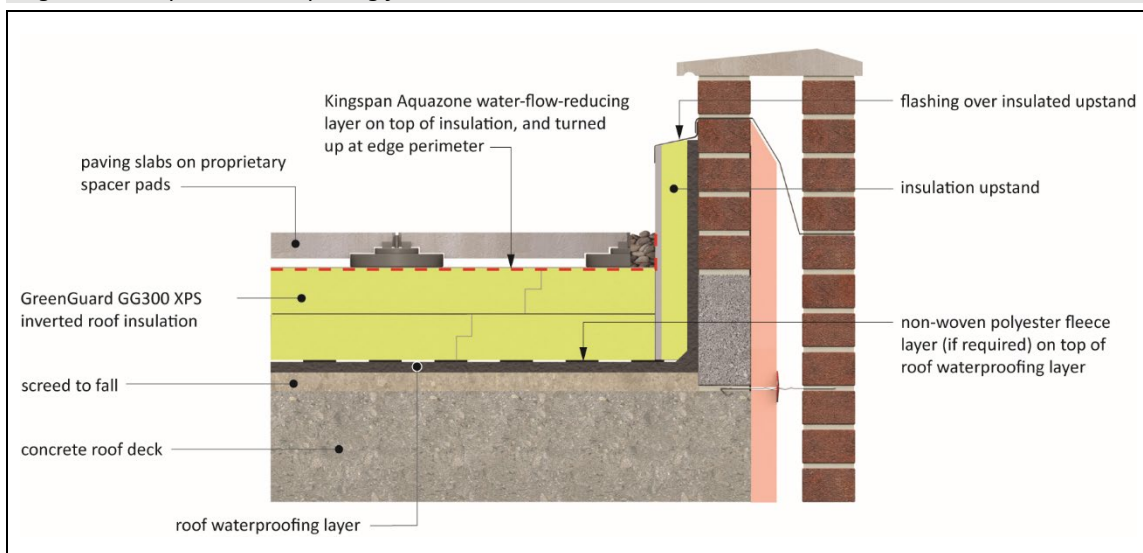 Kingspan Aquazone water-flow-reducing
layer on top of insulation, and turned
up at edge perimeter
flashing over insulated upstand
paving slabs on proprietary
spacer pads
insulation upstand
GreenGuard GG300 XPS
inverted roof insulation
non-woven polyester fleece
layer (if required) on top of
roof waterproofing layer
screed to fall
concrete roof deck
roof waterproofing layer